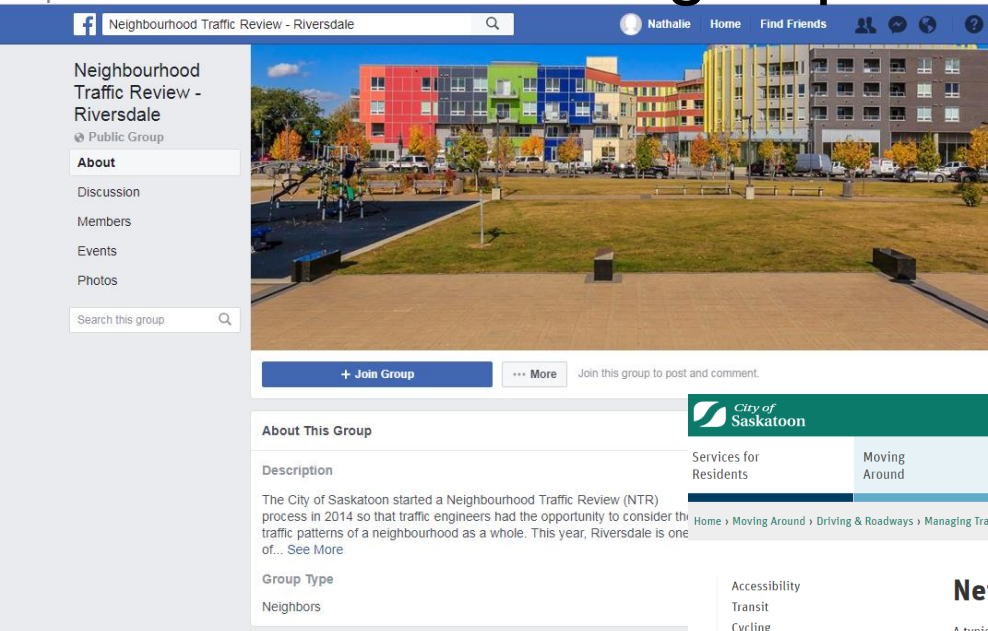 Neighbourhood Traffic Review - Riversdale
Nathalie Home Find Friends
Neighbourhood
Traffic Review -
Riversdale
Public Group
About
Discussion
Members
Events
Photos
Search this group
+ Join Group
••• More
Join this group to post and comment.
About This Group
Description
The City of Saskatoon started a Neighbourhood Traffic Review (NTR)
process in 2014 so that traffic engineers had the opportunity to consider the
traffic patterns of a neighbourhood as a whole. This year, Riversdale is one
of... See More
Group Type
Neighbors
City of
Saskatoon
Services for
Residents
Moving
Around
Home › Moving Around › Driving & Roadways › Managing
Accessibility
Transit
Cycling